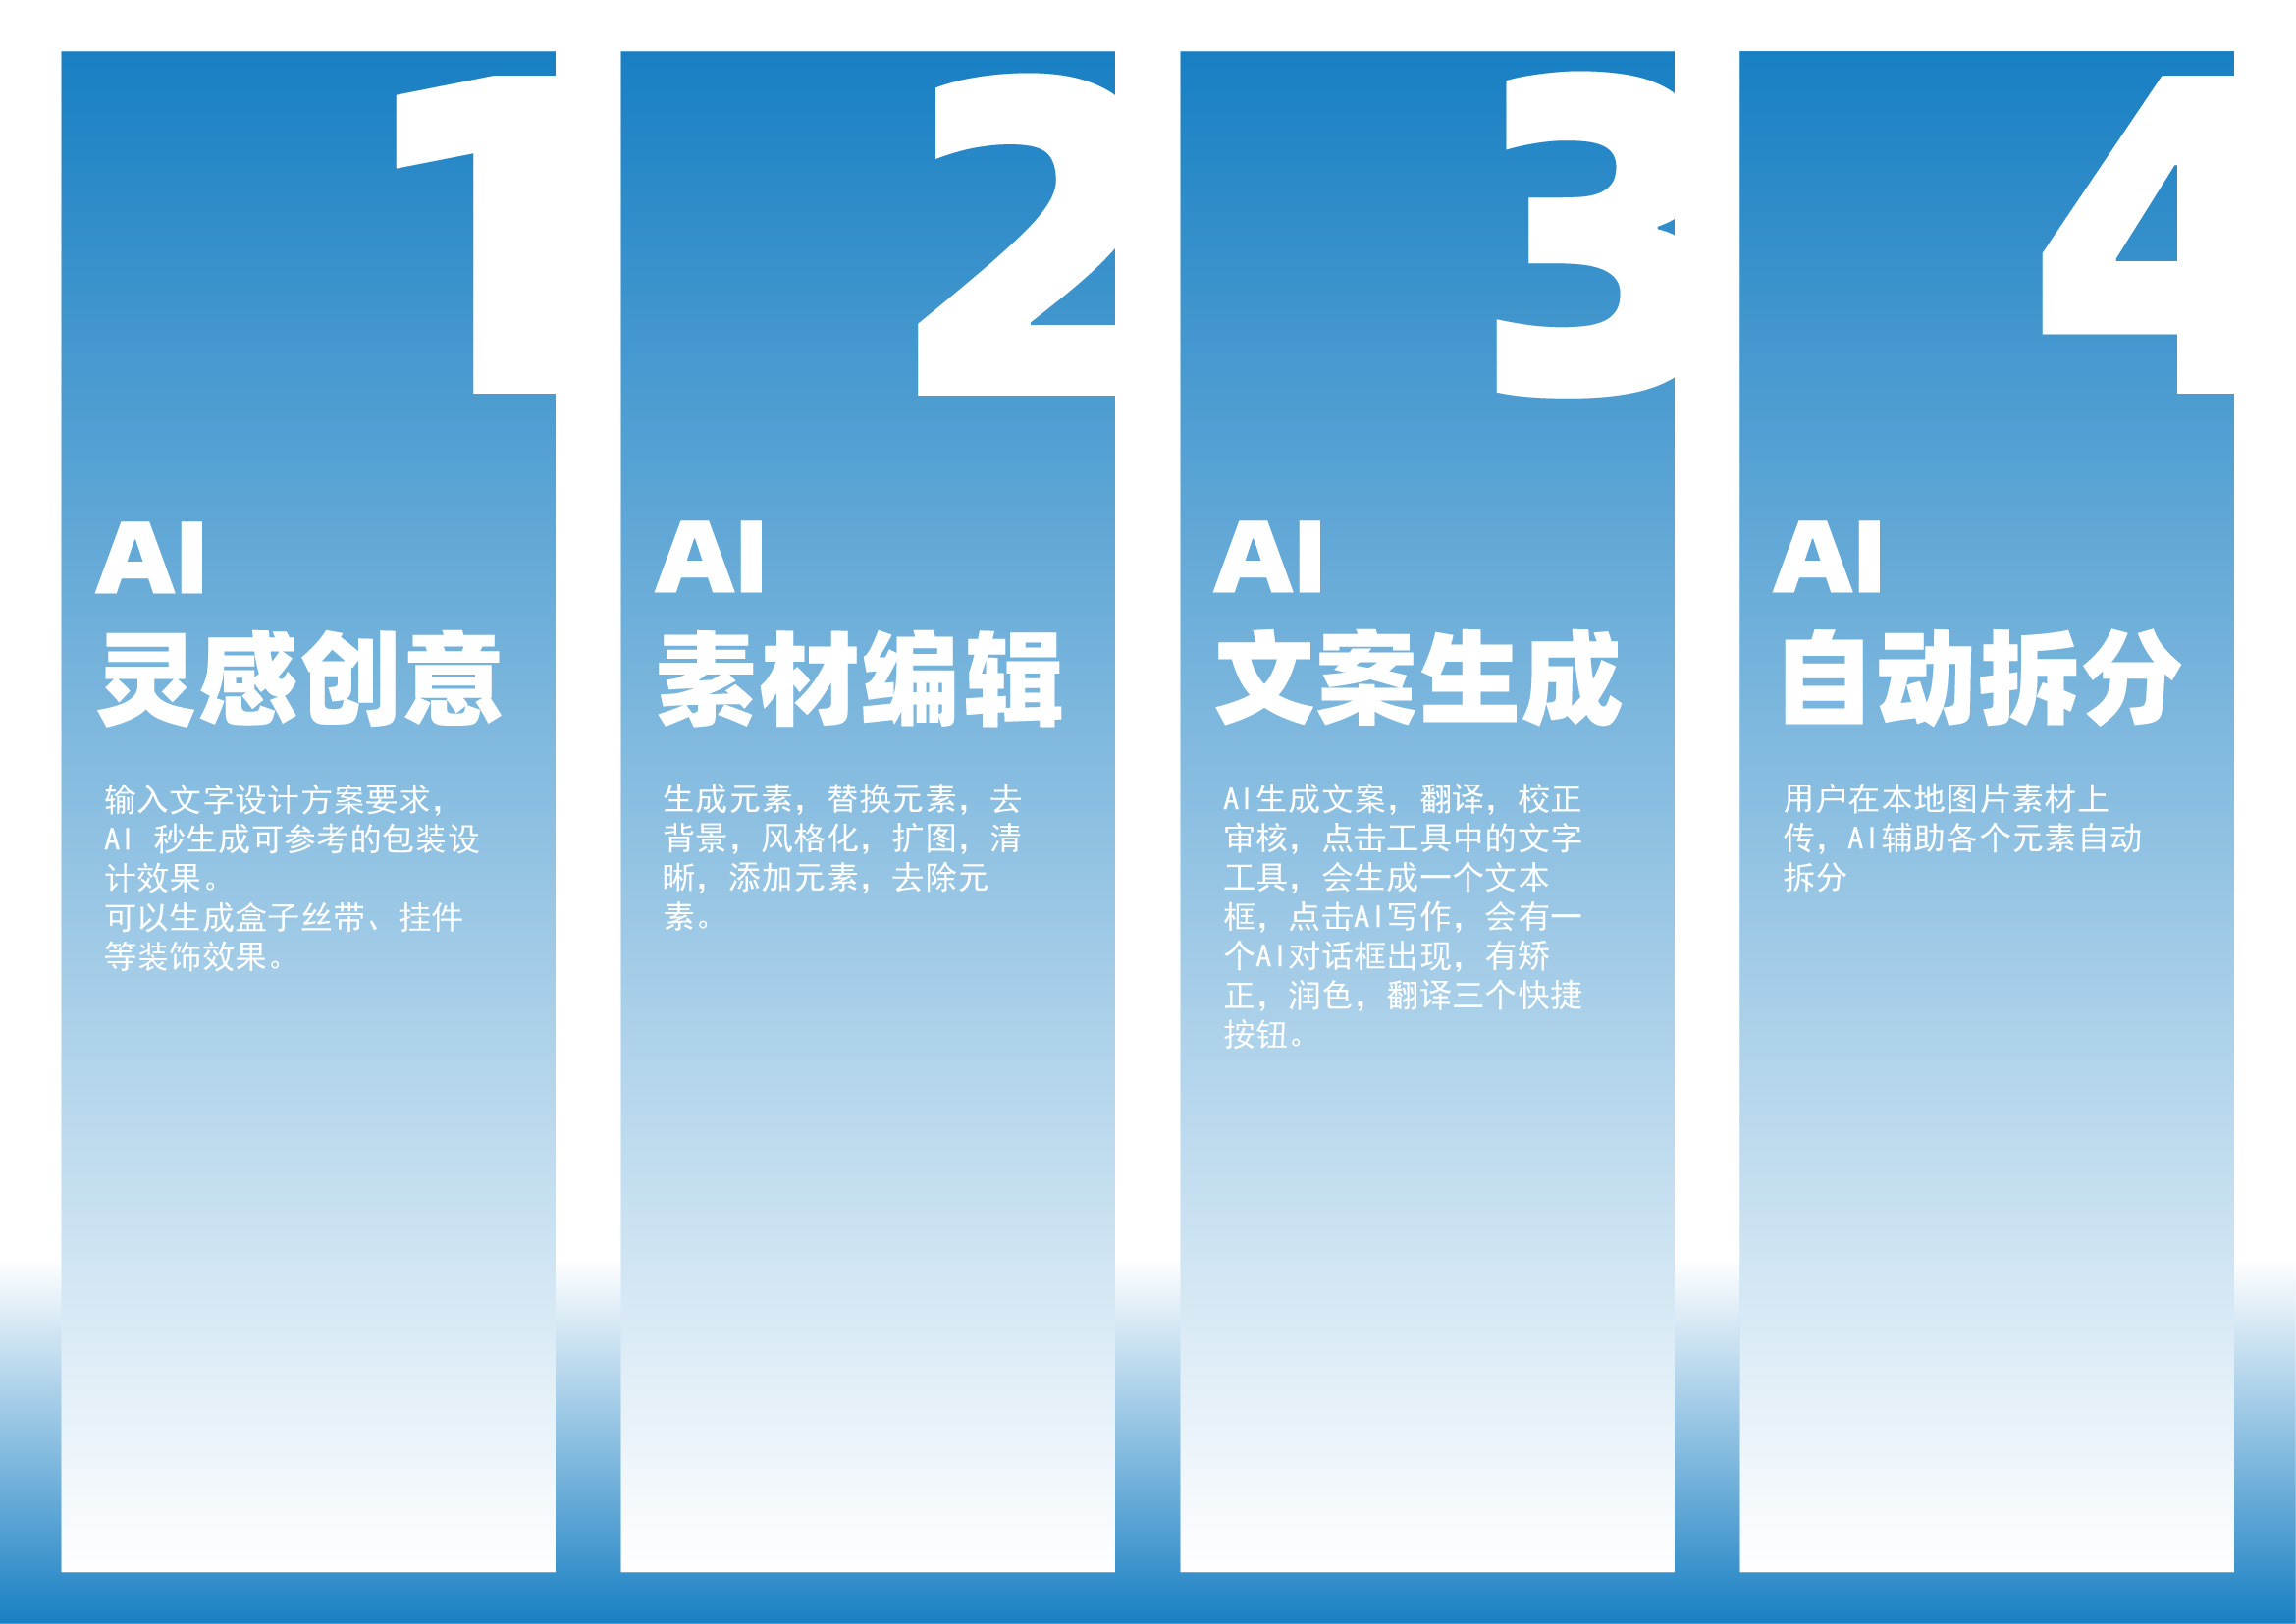 1
AI
灵感创意
输入文字设计方案要求，
AI 秒生成可参考的包装设
计效果。
可以生成盒子丝带、挂件
等装饰效果。
2
AI
素材编辑
生成元素，替换元素，去
背景，风格化，扩图，清
晰，添加元素，去除元
素。
3
AI
文案生成
AI生成文案，翻译，校正
审核，点击工具中的文字
工具，会生成一个文本
框，点击AI写作，会有一
个AI对话框出现，有矫
正，润色，翻译三个快捷
按钮。
4
AI
自动拆分
用户在本地图片素材上
传，AI辅助各个元素自动
拆分